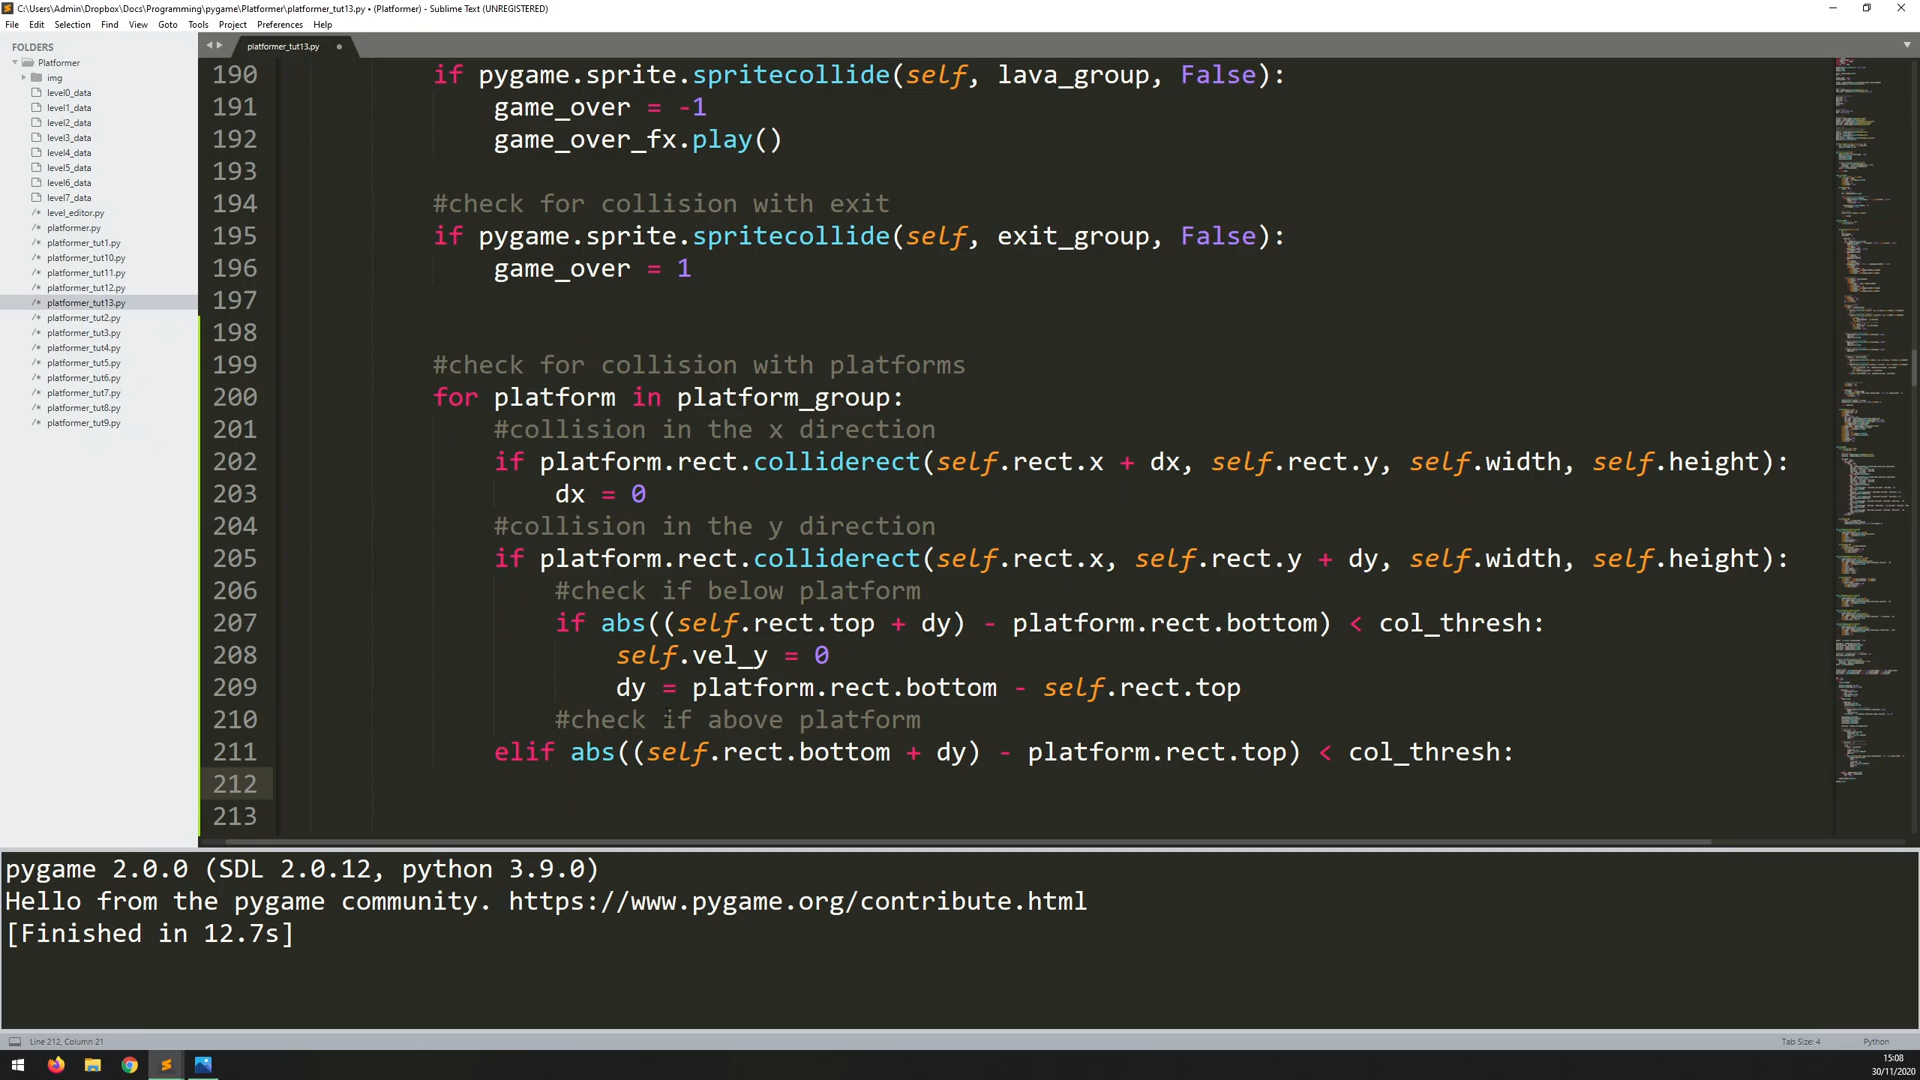 C:\Users\Admin\Dropbox\Docs\Programming\pygame\Platformer\platformer_tut13.py • (Platformer) - Sublime Text (UNREGISTERED)
File Edit Selection Find View Goto Tools Project Preferences Help
FOLDERS
Platformer
img
level0_data
level1_data
level2_data
level3_data
level4_data
level5_data
level6_data
level7_data
level_editor.py
platformer.py
platformer_tut1.py
platformer_tut10.py
platformer_tut11.py
platformer_tut12.py
platformer_tut13.py
platformer_tut2.py
platformer_tut3.py
platformer_tut4.py
platformer_tut5.py
platformer_tut6.py
platformer_tut7.py
platformer_tut8.py
platformer_tut9.py
platformer_tut13.py
190 if pygame.sprite.spritecollide(self, lava_group, False):
191 game_over = -1
192 game_over_fx.play()
193
194 #check for collision with exit
195 if pygame.sprite.spritecollide(self, exit_group, False):
196 game_over = 1
197
198
199 #check for collision with platforms
200 for platform in platform_group:
201 #collision in the x direction
202 if platform.rect.colliderect(self.rect.x + dx, self.rect.y, self.width, self.height):
203 dx = 0
204 #collision in the y direction
205 if platform.rect.colliderect(self.rect.x, self.rect.y + dy, self.width, self.height):
206 #check if below platform
207 if abs((self.rect.top + dy) - platform.rect.bottom) < col_thresh:
208 self.vel_y = 0
209 dy = platform.rect.bottom - self.rect.top
210 #check if above platform
211 elif abs((self.rect.bottom + dy) - platform.rect.top) < col_thresh:
212
213
pygame 2.0.0 (SDL 2.0.12, python 3.9.0)
Hello from the pygame community. https://www.pygame.org/contribute.html
[Finished in 12.7s]
Line 212, Column 21
Tab Size: 4
Python
15:08
30/11/2020